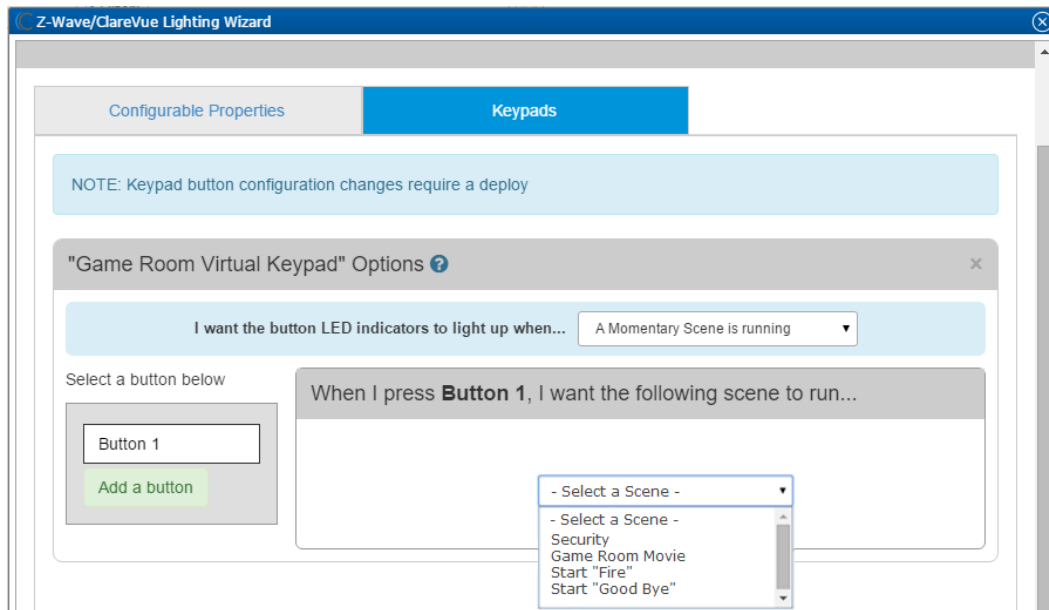 Z-Wave/ClareVue Lighting Wizard
Configurable Properties
Keypads
NOTE: Keypad button configuration changes require a deploy
"Game Room Virtual Keypad" Options ?
I want the button LED indicators to light up when... A Momentary Scene is running
Select a button below
When I press Button 1, I want the following scene to run...
Button 1
Add a button
- Select a Scene -
- Select a Scene -
Security
Game Room Movie
Start "Fire"
Start "Good Bye"